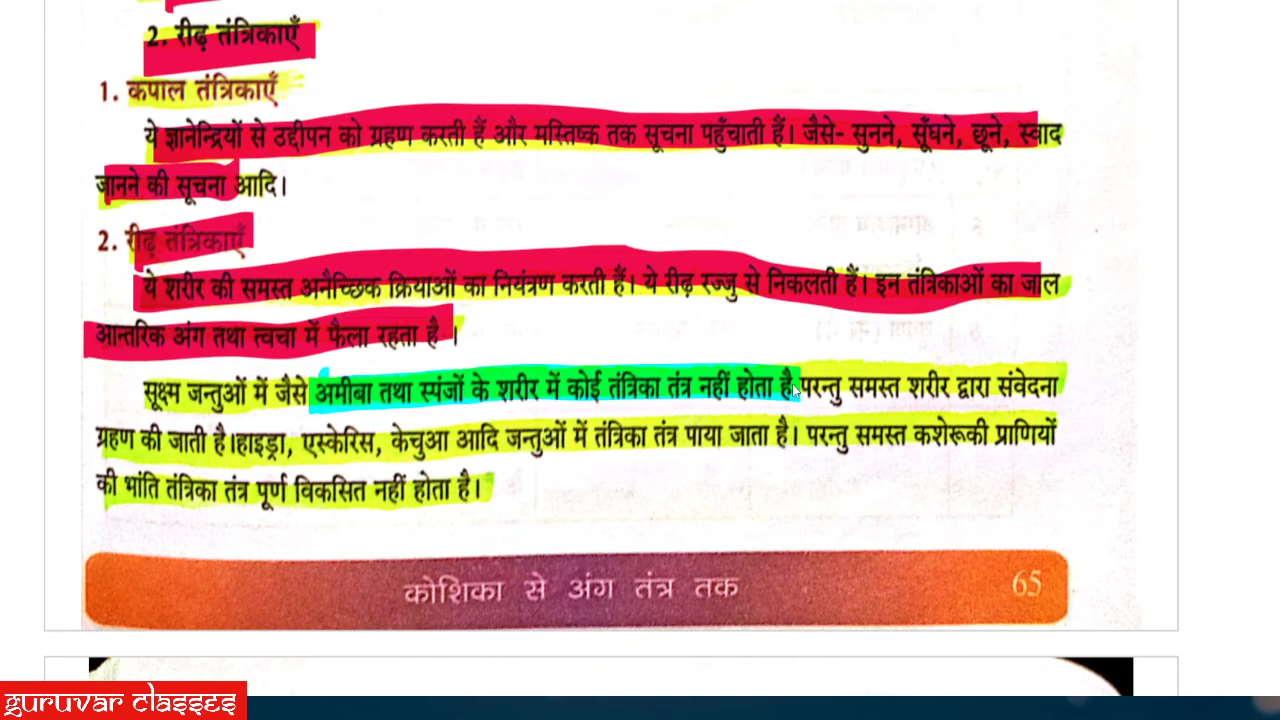 2. रीढ़ तंत्रिकाएँ
1. कपाल तंत्रिकाएँ
ये ज्ञानेन्द्रियों से उद्दीपन को ग्रहण करती हैं और मस्तिष्क तक सूचना पहुँचाती हैं। जैसे- सुनने, सूँघने, छूने, स्वाद
जानने की सूचना आदि।
2. रीढ़ तंत्रिकाएँ
ये शरीर की समस्त अनैच्छिक क्रियाओं का नियंत्रण करती हैं। ये रीढ़ रज्जु से निकलती हैं। इन तंत्रिकाओं का जाल
आन्तरिक अंग तथा त्वचा में फैला रहता है ।
सूक्ष्म जन्तुओं में जैसे अमीबा तथा स्पंजों के शरीर में कोई तंत्रिका तंत्र नहीं होता है परन्तु समस्त शरीर द्वारा संवेदना
ग्रहण की जाती है।हाइड्रा, एस्केरिस, केचुआ आदि जन्तुओं में तंत्रिका तंत्र पाया जाता है। परन्तु समस्त कशेरूकी प्राणियों
की भांति तंत्रिका तंत्र पूर्ण विकसित नहीं होता है।
कोशिका से अंग तंत्र तक 65
GURUVAR CLASSES